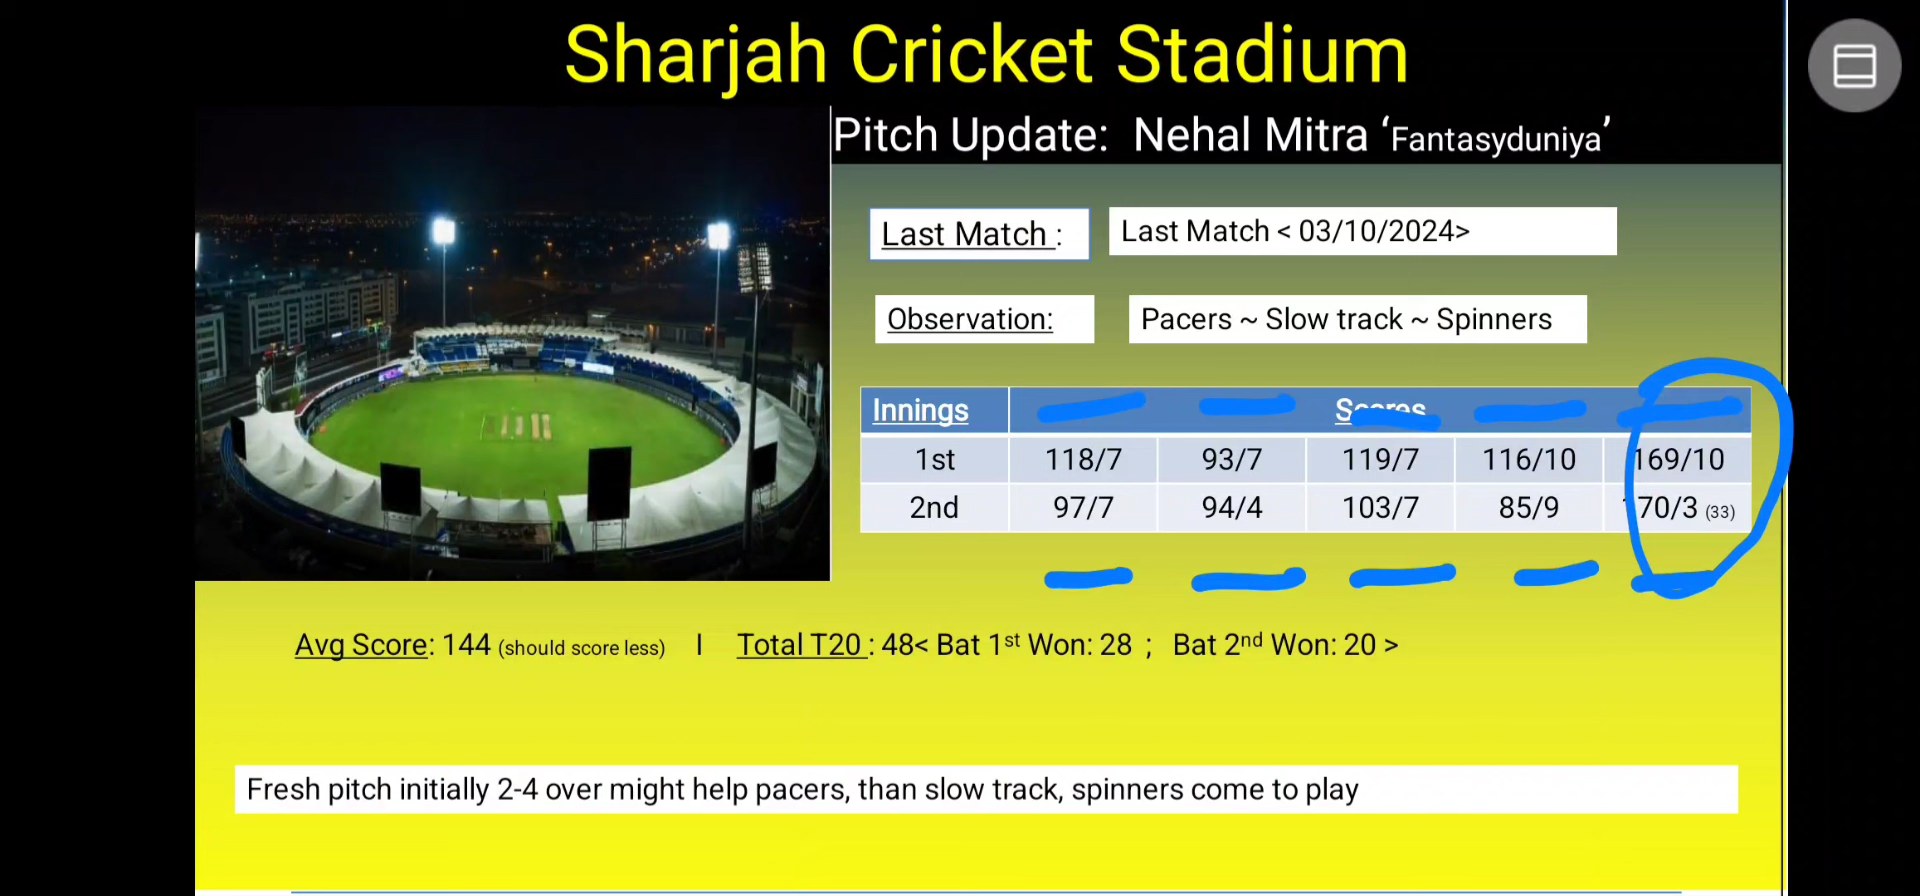 Sharjah Cricket Stadium
Pitch Update: Nehal Mitra ‘Fantasyduniya’
Last Match : Last Match < 03/10/2024>
Observation: Pacers ~ Slow track ~ Spinners
Innings Scores
1st 118/7 93/7 119/7 116/10 169/10
2nd 97/7 94/4 103/7 85/9 170/3 (33)
Avg Score: 144 (should score less) I Total T20 : 48< Bat 1st Won: 28 ; Bat 2nd Won: 20 >
Fresh pitch initially 2-4 over might help pacers, than slow track, spinners come to play